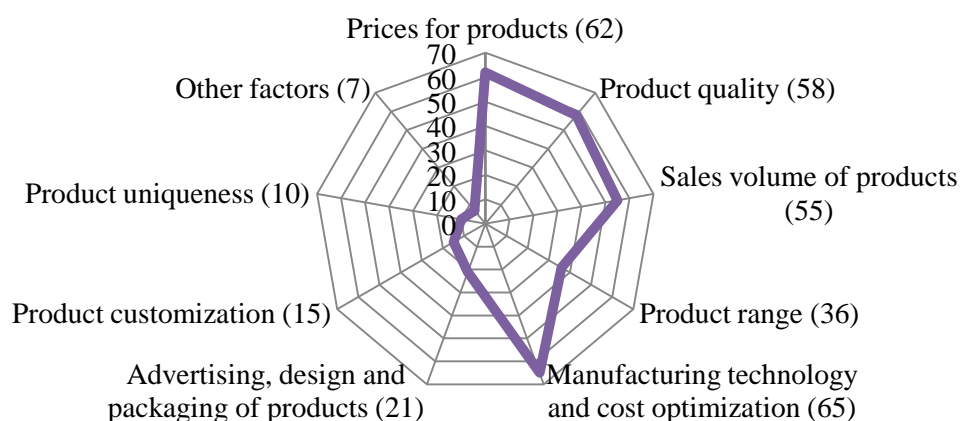 Prices for products (62)
70
60
50
40
30
20
10
0
Product quality (58)
Sales volume of products
(55)
Product range (36)
Manufacturing technology
and cost optimization (65)
Advertising, design and
packaging of products (21)
Product customization (15)
Product uniqueness (10)
Other factors (7)